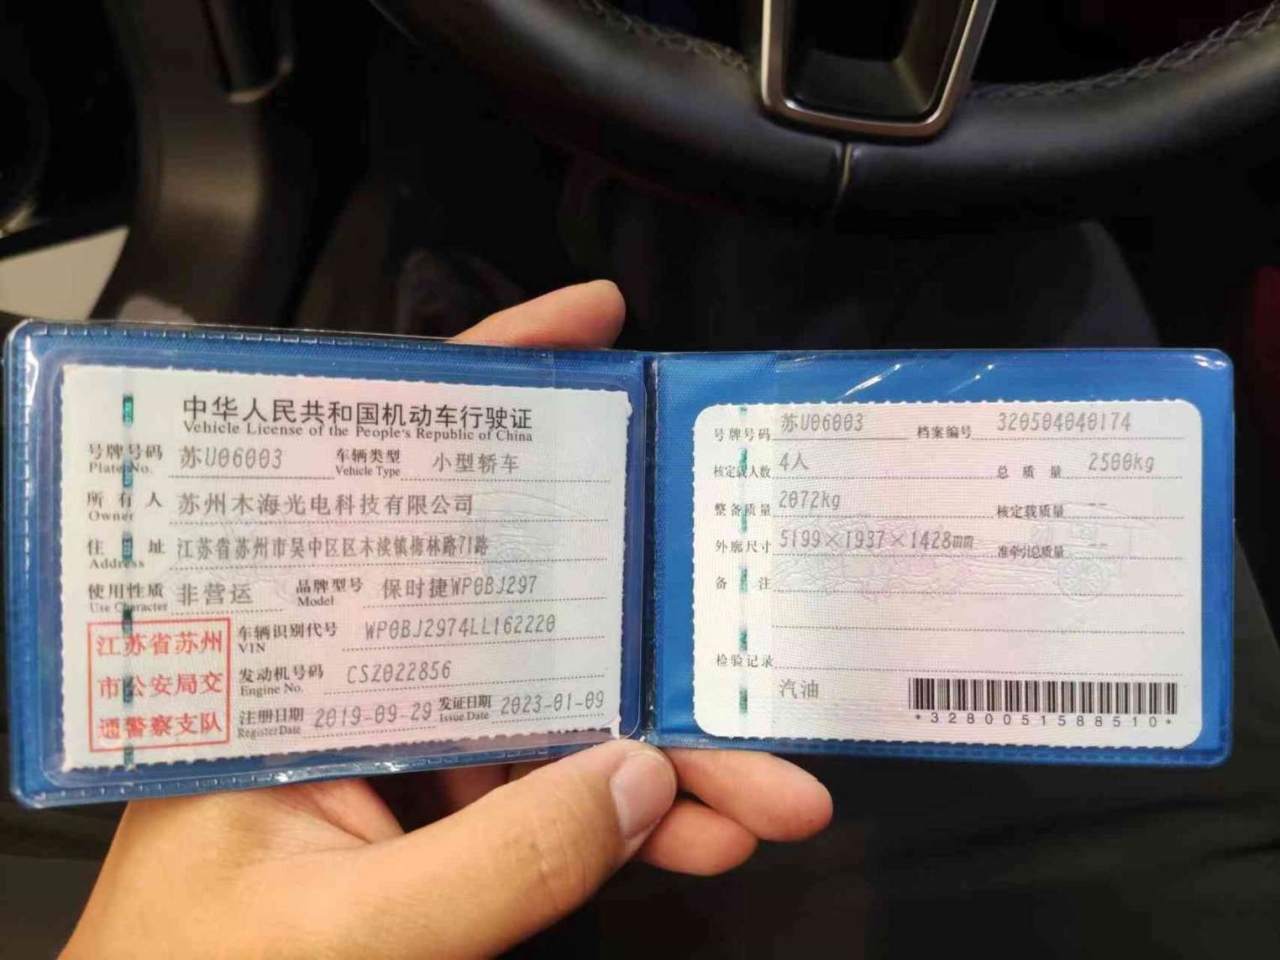 中华人民共和国机动车行驶证
Vehicle License of the People's Republic of China
号牌号码 苏U06003 车辆类型 小型轿车
Plate No. Vehicle Type
所有人 苏州木海光电科技有限公司
Owner
住址 江苏省苏州市吴中区区木渎镇梅林路71路
Address
使用性质 非营运 品牌型号 保时捷WP0BJ297
Use Character Model
江苏省苏州
市公安局交
通警察支队
车辆识别代号 WP0BJ2974LL162220
VIN
发动机号码 CSZ022856
Engine No.
注册日期 2019-09-29 发证日期 2023-01-09
Register Date Issue Date
号牌号码 苏U06003 档案编号 320504040174
核定载人数 4人 总质量 2500kg
整备质量 2072kg 核定载质量 --
外廓尺寸 5199×1937×1428mm 准牵引总质量 --
备注
检验记录
汽油
*3280051588510*